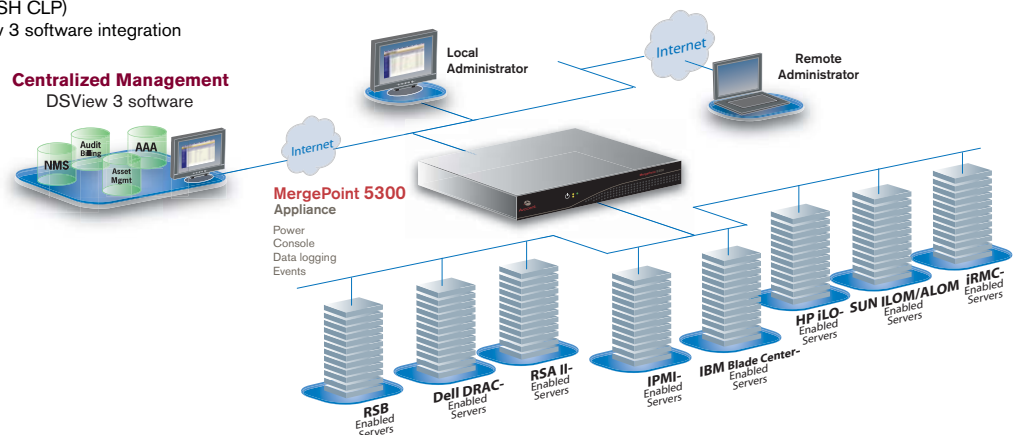 SH CLP)
3 software integration
Centralized Management
DSView 3 software
NMS
Audit
AAA
Asset
Mgmt
Internet
Local
Administrator
Internet
Remote
Administrator
MergePoint 5300
Appliance
Power
Console
Data logging
Events
RSB
Enabled
Servers
Dell DRAC-
Enabled
Servers
RSA II-
Enabled
Servers
IPMI-
Enabled
Servers
IBM Blade Center-
Enabled
Servers
HP iLO-
Enabled
Servers
SUN ILOM/ALOM
Enabled
Servers
iRMC-
Enabled
Servers